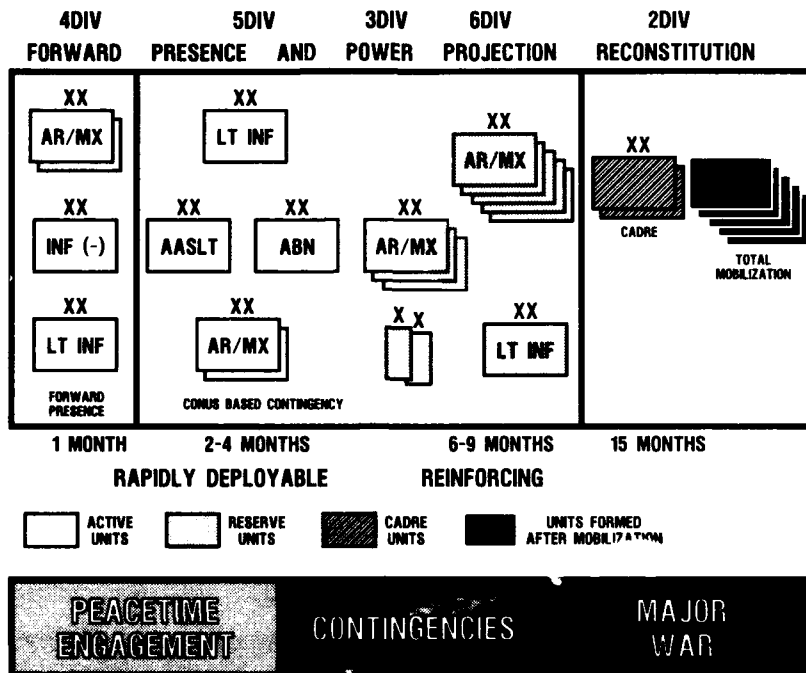 4DIV 5DIV 3DIV 6DIV 2DIV
FORWARD PRESENCE AND POWER PROJECTION RECONSTITUTION
XX
AR/MX
XX
INF (-)
XX
LT INF
FORWARD
PRESENCE
XX
LT INF
XX XX
AASLT ABN
XX
AR/MX
CONUS BASED CONTINGENCY
XX
AR/MX
XX
AR/MX
X X
XX
LT INF
XX
CADRE
TOTAL
MOBILIZATION
1 MONTH 2-4 MONTHS 6-9 MONTHS 15 MONTHS
RAPIDLY DEPLOYABLE REINFORCING
ACTIVE
UNITS
RESERVE
UNITS
CADRE
UNITS
UNITS FORMED
AFTER MOBILIZATION
PEACETIME
ENGAGEMENT
CONTINGENCIES
MAJOR
WAR